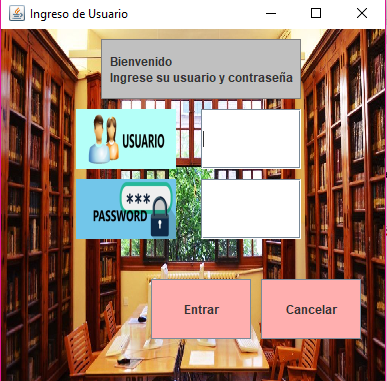 Ingreso de Usuario
Bienvenido
Ingrese su usuario y contraseña
USUARIO
***
PASSWORD
Entrar
Cancelar